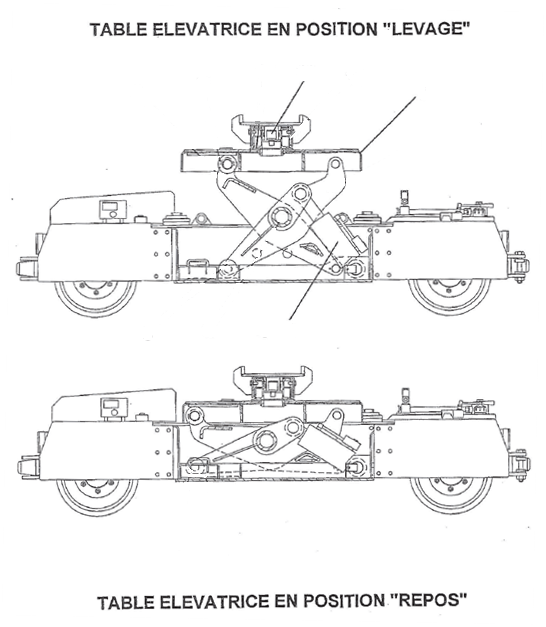 TABLE ELEVATRICE EN POSITION "LEVAGE"
TABLE ELEVATRICE EN POSITION "REPOS"